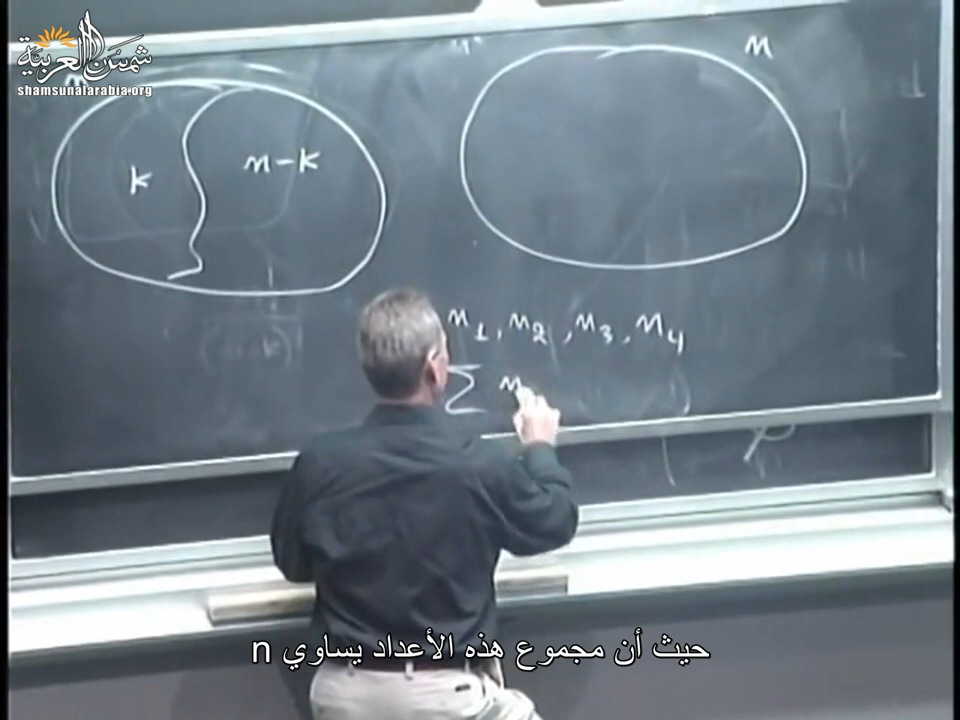 شمس العربية
shamsunalarabia.org
n
k
n-k
n1, n2, n3, n4
Σ n
حيث أن مجموع هذه الأعداد يساوي n